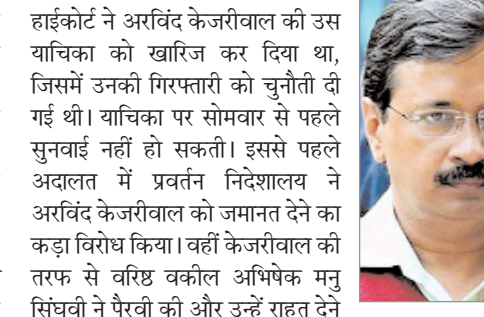 हाईकोर्ट ने अरविंद केजरीवाल की उस
याचिका को खारिज कर दिया था,
जिसमें उनकी गिरफ्तारी को चुनौती दी
गई थी। याचिका पर सोमवार से पहले
सुनवाई नहीं हो सकती। इससे पहले
अदालत में प्रवर्तन निदेशालय ने
अरविंद केजरीवाल को जमानत देने का
कड़ा विरोध किया। वहीं केजरीवाल की
तरफ से वरिष्ठ वकील अभिषेक मनु
सिंघवी ने पैरवी की और उन्हें राहत देने